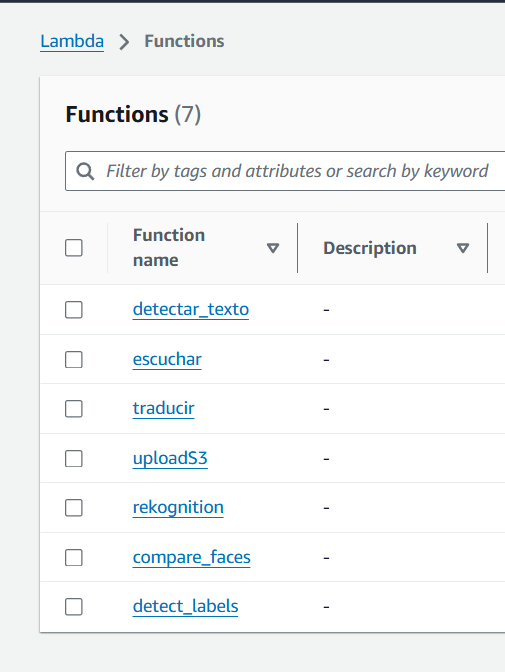 Lambda > Functions
Functions (7)
Filter by tags and attributes or search by keyword
Function name Description
detectar_texto -
escuchar -
traducir -
uploadS3 -
rekognition -
compare_faces -
detect_labels -